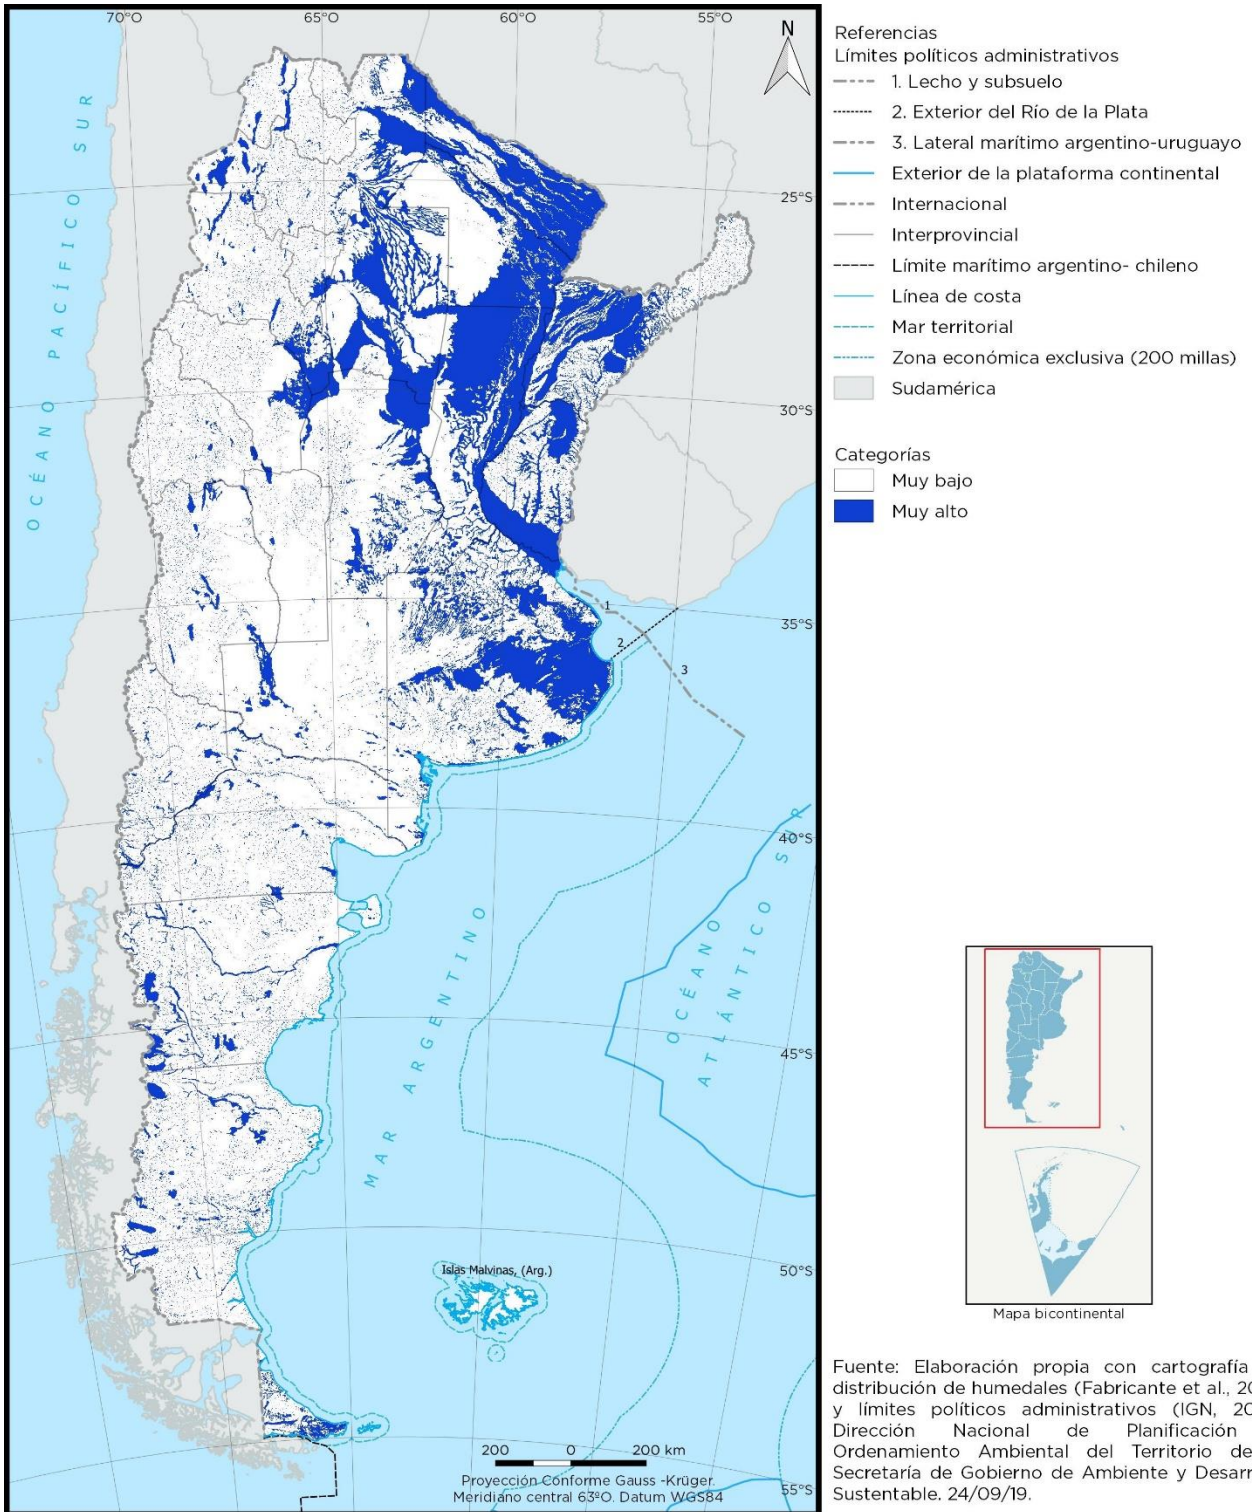 70°O
65°O
60°O
55°O
N
25°S
30°S
35°S
40°S
45°S
50°S
55°S
OCÉANO PACÍFICO SUR
1
2
3
MAR ARGENTINO
OCÉANO
ATLÁNTICO SUR
Islas Malvinas, (Arg.)
200 0 200 km
Proyección Conforme Gauss -Krüger.
Meridiano central 63ºO. Datum WGS84
Referencias
Límites políticos administrativos
1. Lecho y subsuelo
2. Exterior del Río de la Plata
3. Lateral marítimo argentino-uruguayo
Exterior de la plataforma continental
Internacional
Interprovincial
Límite marítimo argentino- chileno
Línea de costa
Mar territorial
Zona económica exclusiva (200 millas)
Sudamérica
Categorías
Muy bajo
Muy alto
Mapa bicontinental
Fuente: Elaboración propia con cartografía
distribución de humedales (Fabricante et al., 20
y límites políticos administrativos (IGN, 20
Dirección Nacional de Planificación
Ordenamiento Ambiental del Territorio de
Secretaría de Gobierno de Ambiente y Desarr
Sustentable. 24/09/19.